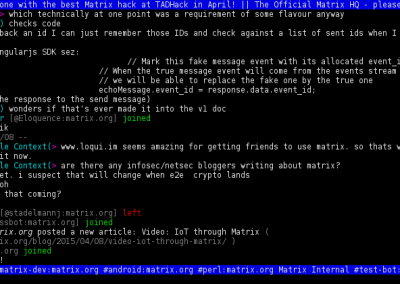 one with the best Matrix hack at TADHack in April! || The Official Matrix HQ - please
> which technically at one point was a requirement of some flavour anyway
) checks code
back an id I can just remember those IDs and check against a list of sent ids when I
ngularjs SDK sez:
// Mark this fake message event with its allocated event_i
// When the true message event will come from the events stream
// we will be able to replace the fake one by the true one
echoMessage.event_id = response.data.event_id;
he response to the send message)
) wonders if that's ever made it into the v1 doc
r [@Eloquence:matrix.org] joined
ik
/08 --
le Context(> www.loqui.im seems amazing for getting friends to use matrix. so thats w
it now.
le Context(> are there any infosec/netsec bloggers writing about matrix?
et. i suspect that will change when e2e  crypto lands
oh
 that coming?
[@stadelmannj:matrix.org] left
ssbot:matrix.org] joined
rix.org posted a new article: Video: IoT through Matrix (
ix.org/blog/2015/04/08/video-iot-through-matrix/ )
.org joined
!
matrix-dev:matrix.org #android:matrix.org #perl:matrix.org Matrix Internal #test-bot: